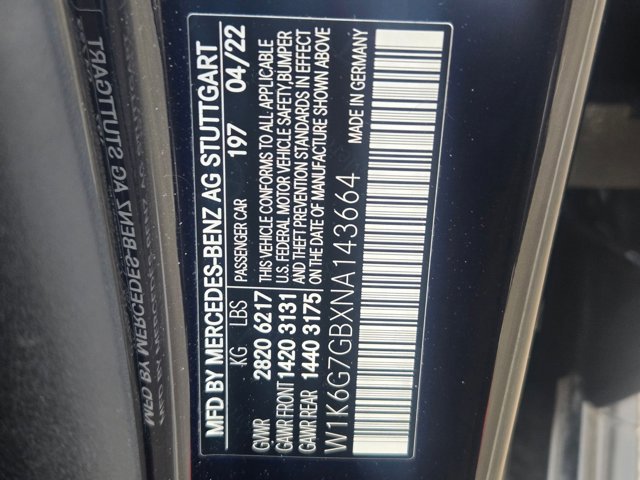 MFD BY MERCEDES-BENZ AG STUTTGART
KG LBS PASSENGER CAR 197 04/22
GVWR 2820 6217 THIS VEHICLE CONFORMS TO ALL APPLICABLE
GAWR FRONT 1420 3131 U.S. FEDERAL MOTOR VEHICLE SAFETY, BUMPER
AND THEFT PREVENTION STANDARDS IN EFFECT
GAWR REAR 1440 3175 ON THE DATE OF MANUFACTURE SHOWN ABOVE
W1K6G7GBXNA143664 MADE IN GERMANY
MFD BY MERCEDES-BENZ AG STUTTGART